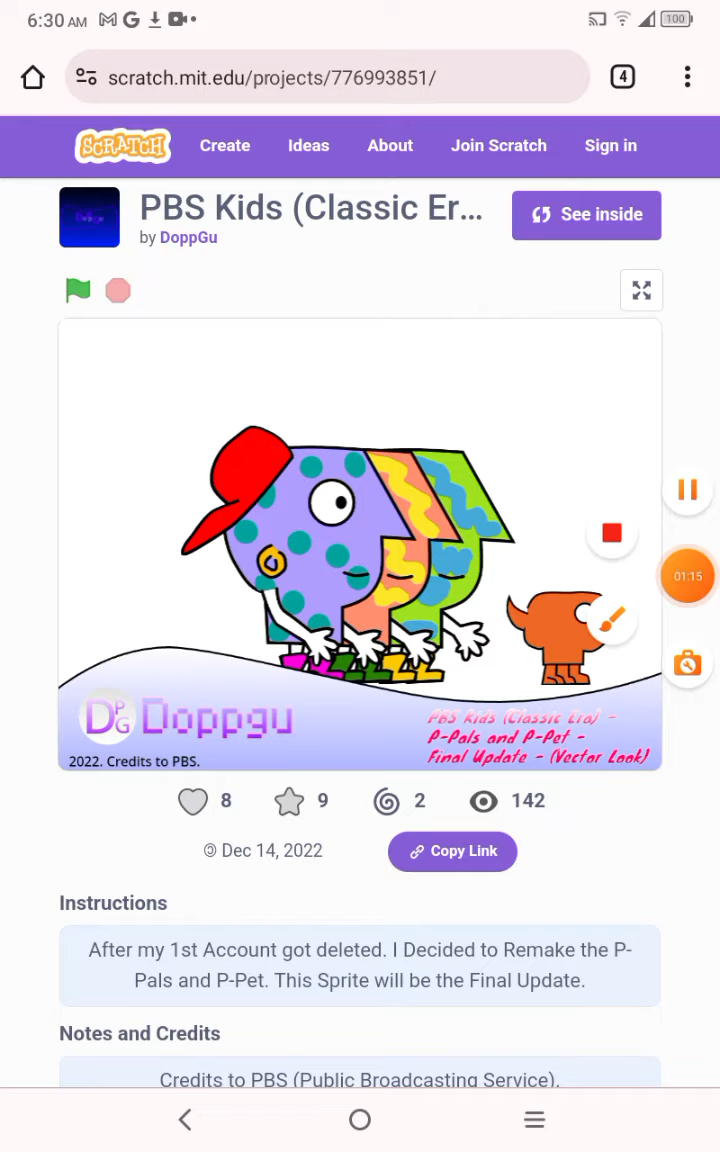 6:30 AM
100
scratch.mit.edu/projects/776993851/
4
SCRATCH Create Ideas About Join Scratch Sign in
PBS Kids (Classic Er...
by DoppGu
See inside
01:15
DPG Doppgu
PBS Kids (Classic Era) -
P-Pals and P-Pet -
Final Update - (Vector Look)
2022. Credits to PBS.
8 9 2 142
Dec 14, 2022
Copy Link
Instructions
After my 1st Account got deleted. I Decided to Remake the P-
Pals and P-Pet. This Sprite will be the Final Update.
Notes and Credits
Credits to PBS (Public Broadcasting Service).